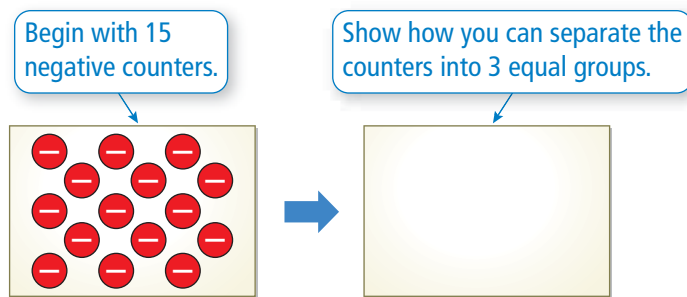 Begin with 15
negative counters.
Show how you can separate the
counters into 3 equal groups.